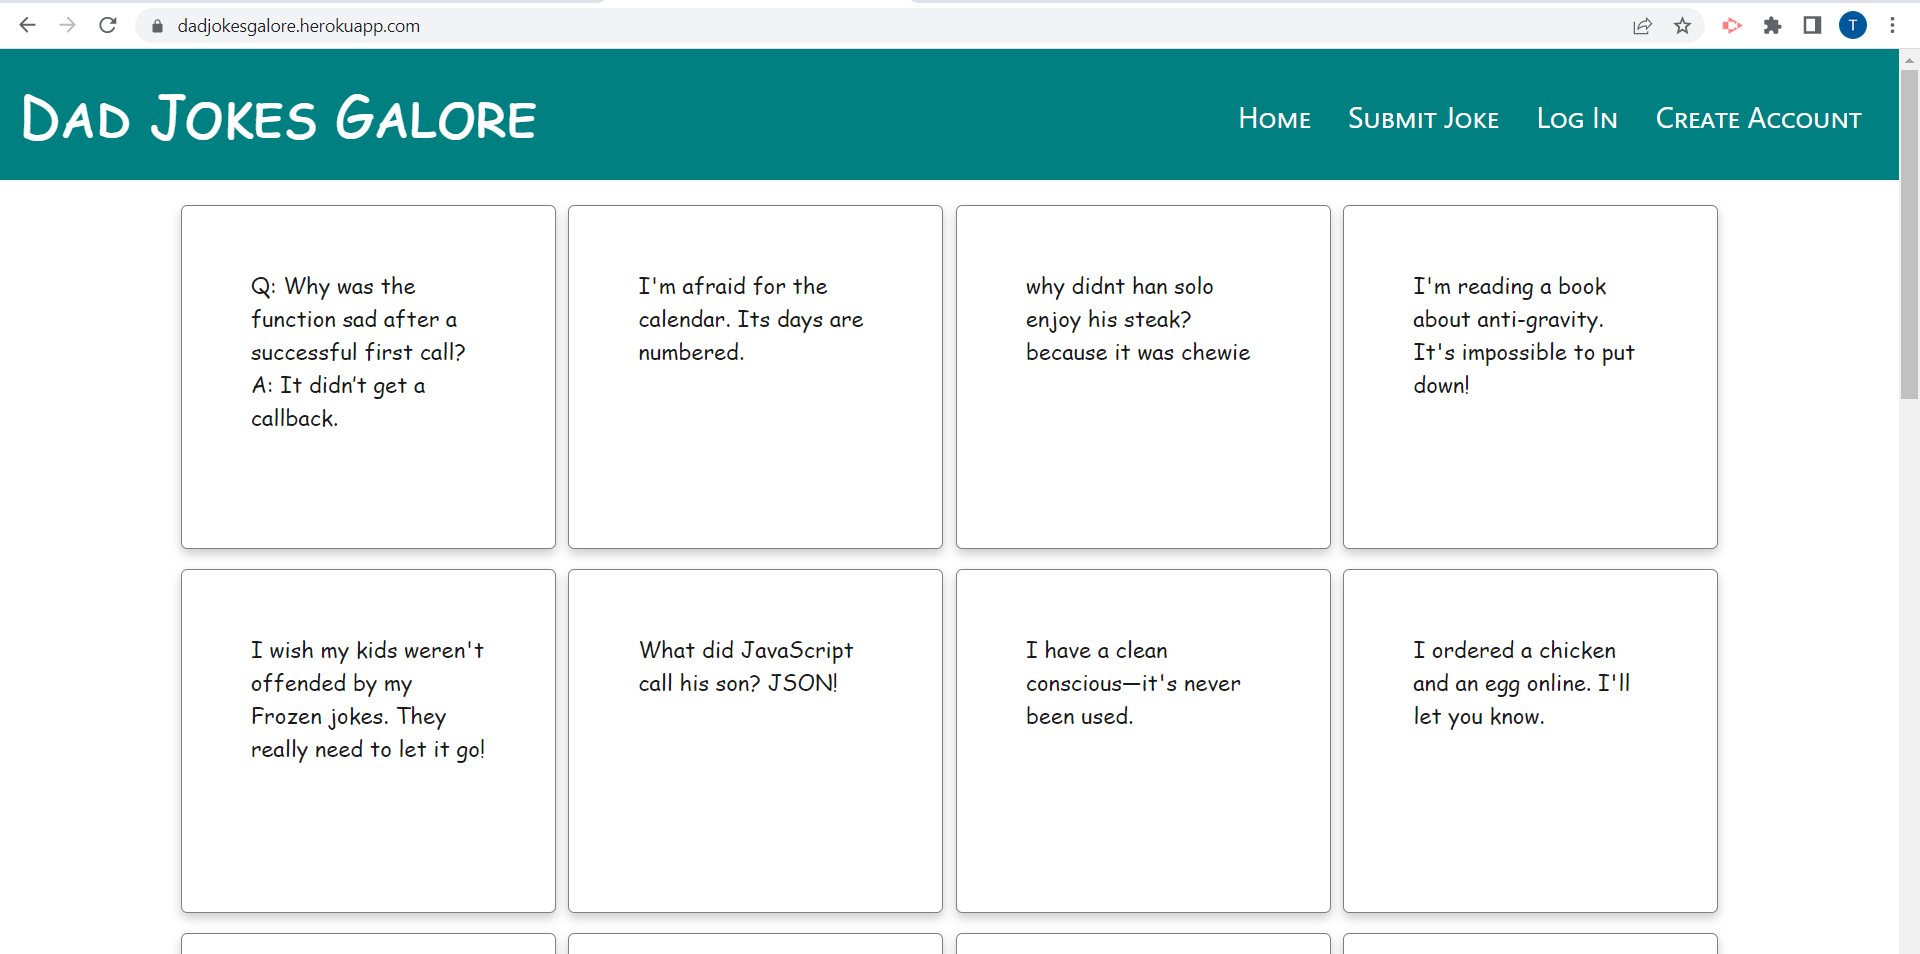 dadjokesgalore.herokuapp.com
T
Dad Jokes Galore
Home
Submit Joke
Log In
Create Account
Q: Why was the
function sad after a
successful first call?
A: It didn’t get a
callback.
I'm afraid for the
calendar. Its days are
numbered.
why didnt han solo
enjoy his steak?
because it was chewie
I'm reading a book
about anti-gravity.
It's impossible to put
down!
I wish my kids weren't
offended by my
Frozen jokes. They
really need to let it go!
What did JavaScript
call his son? JSON!
I have a clean
conscious—it's never
been used.
I ordered a chicken
and an egg online. I'll
let you know.